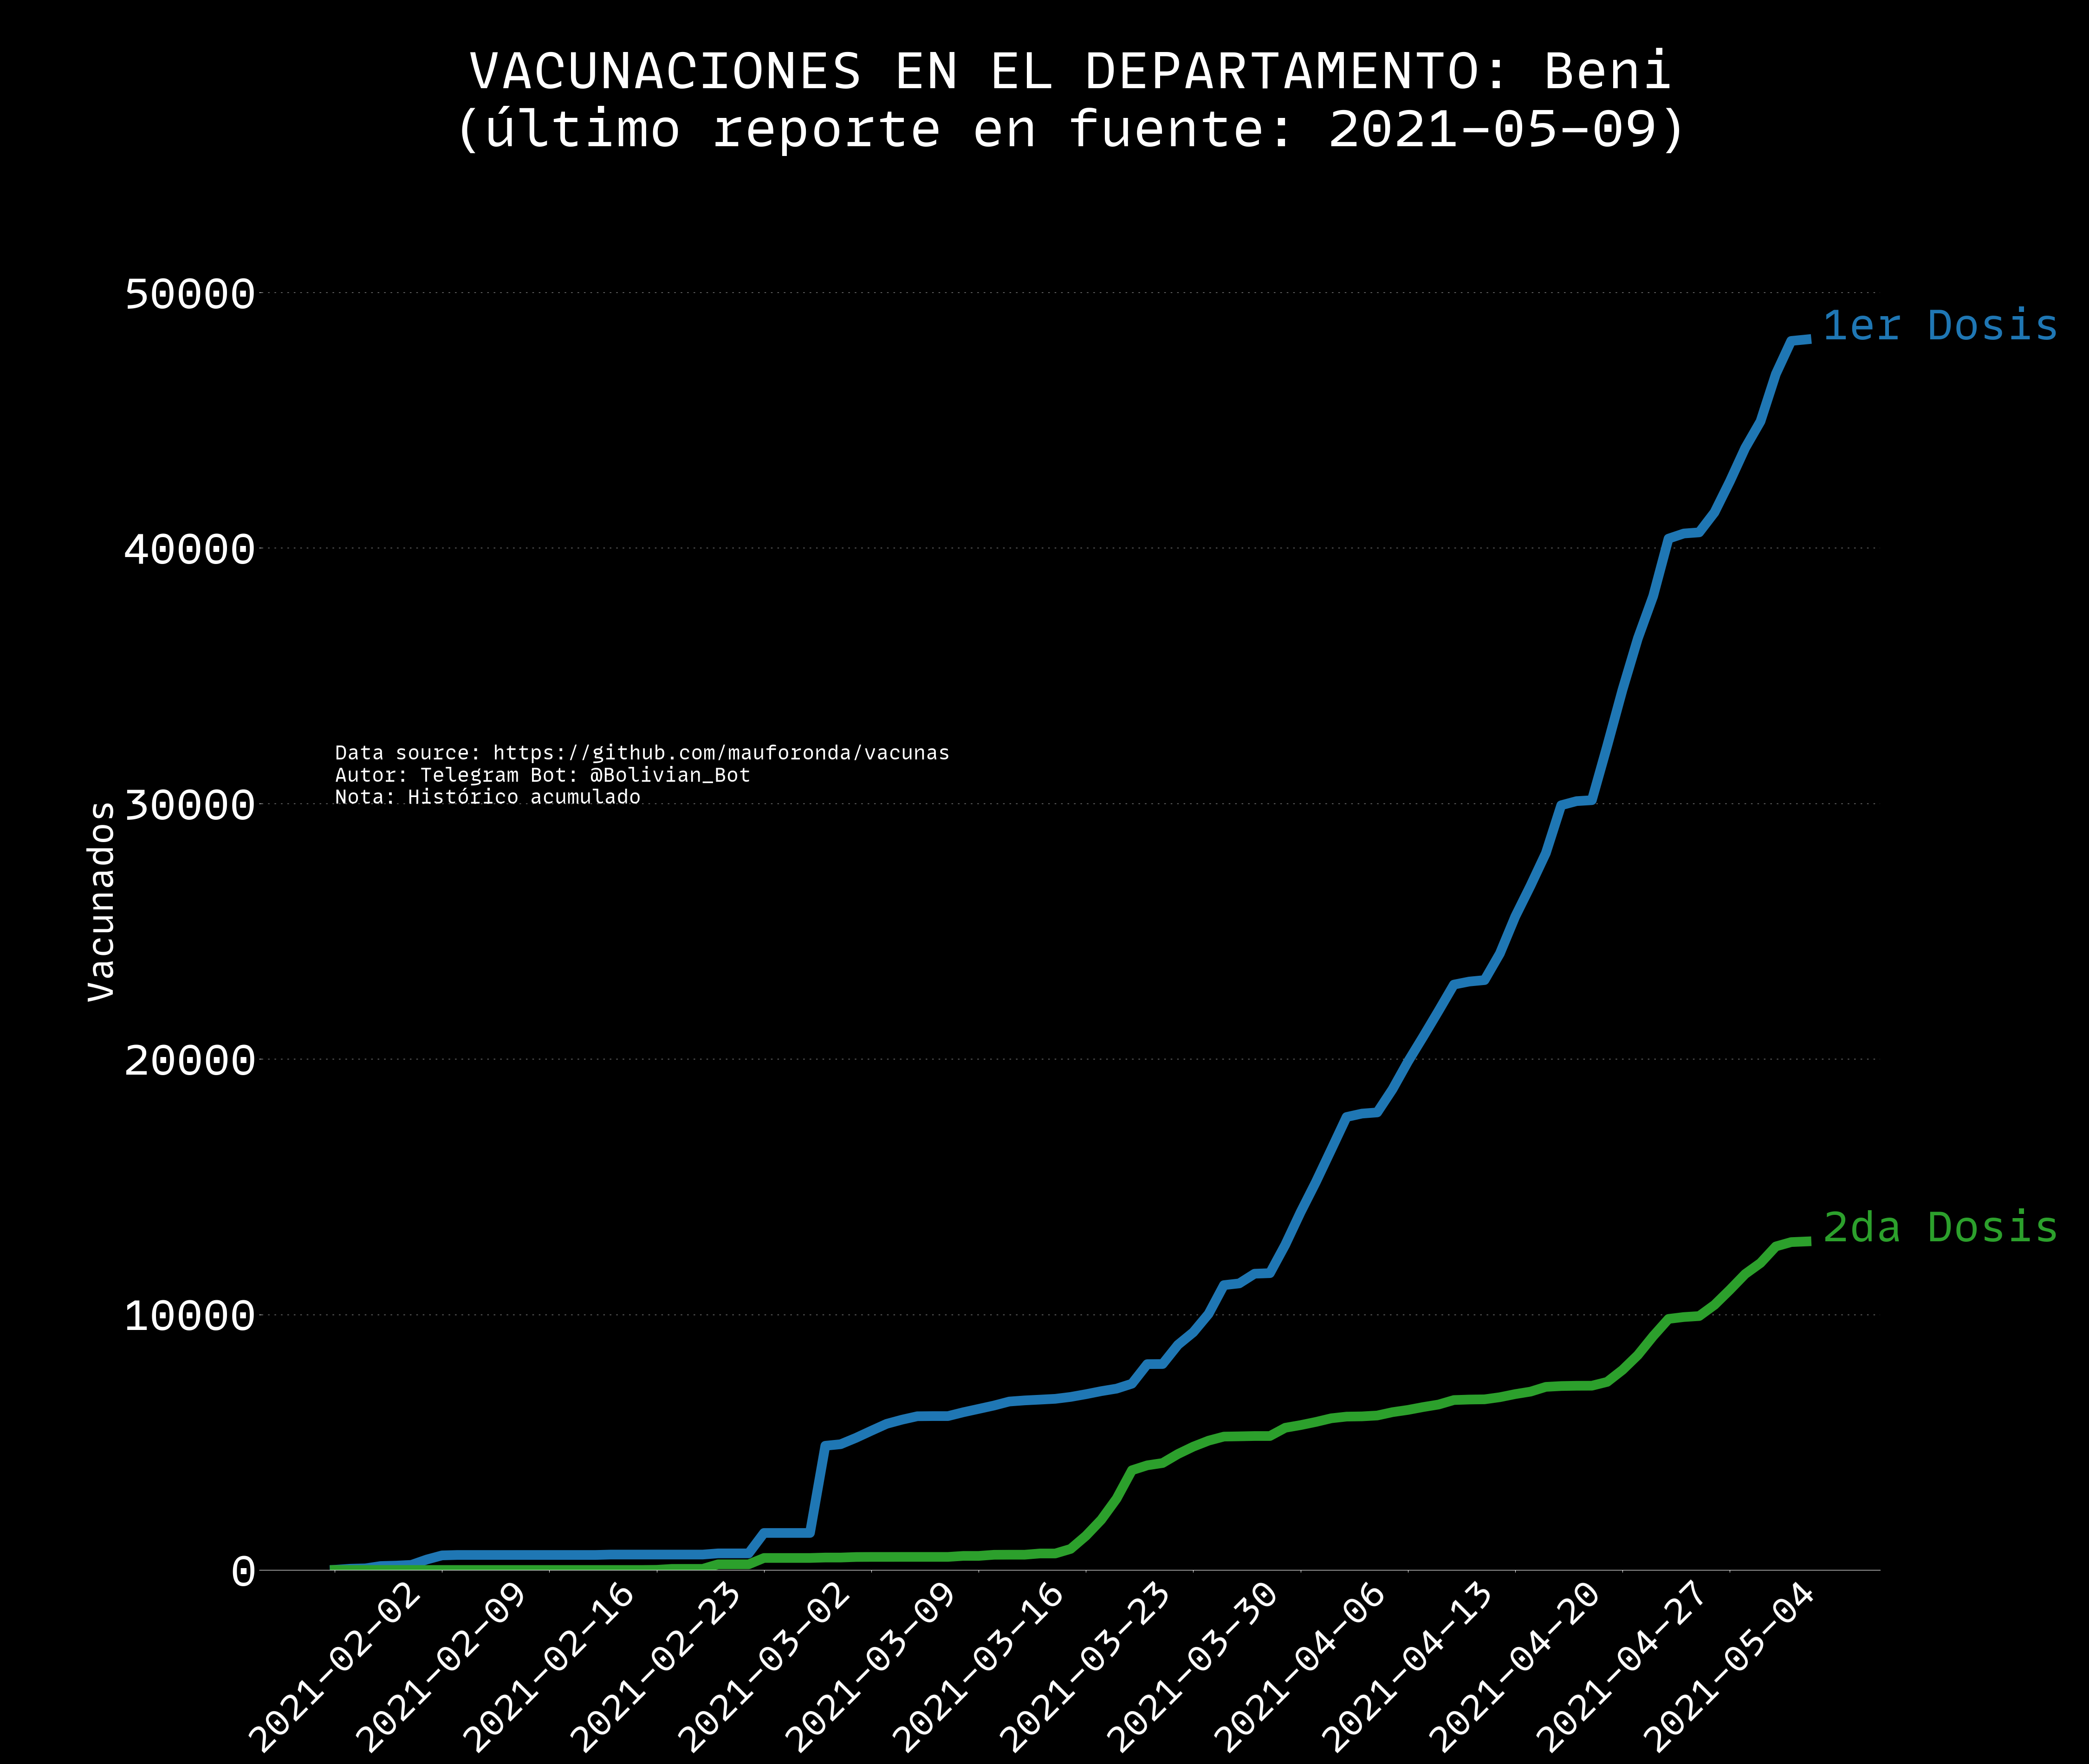 VACUNACIONES EN EL DEPARTAMENTO: Beni
(último reporte en fuente: 2021-05-09)
50000
1er Dosis
40000
Data source: https://github.com/mauforonda/vacunas
Autor: Telegram Bot: @Bolivian_Bot
Nota: Histórico acumulado
30000
Vacunados
20000
2da Dosis
10000
0
2021-02-02
2021-02-09
2021-02-16
2021-02-23
2021-03-02
2021-03-09
2021-03-16
2021-03-23
2021-03-30
2021-04-06
2021-04-13
2021-04-20
2021-04-27
2021-05-04